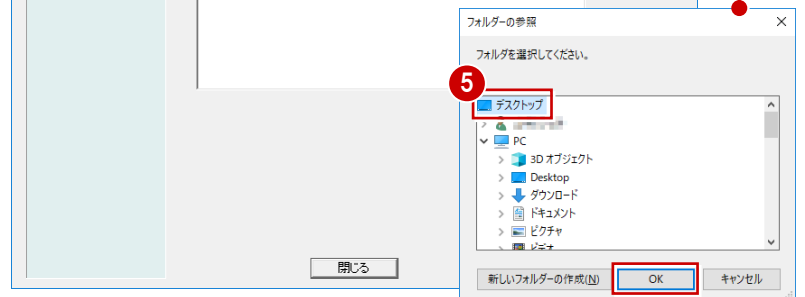 フォルダーの参照
フォルダを選択してください。
5
デスクトップ
PC
3D オブジェクト
Desktop
ダウンロード
ドキュメント
ピクチャ
ビデオ
閉じる
新しいフォルダーの作成(N)
OK
キャンセル